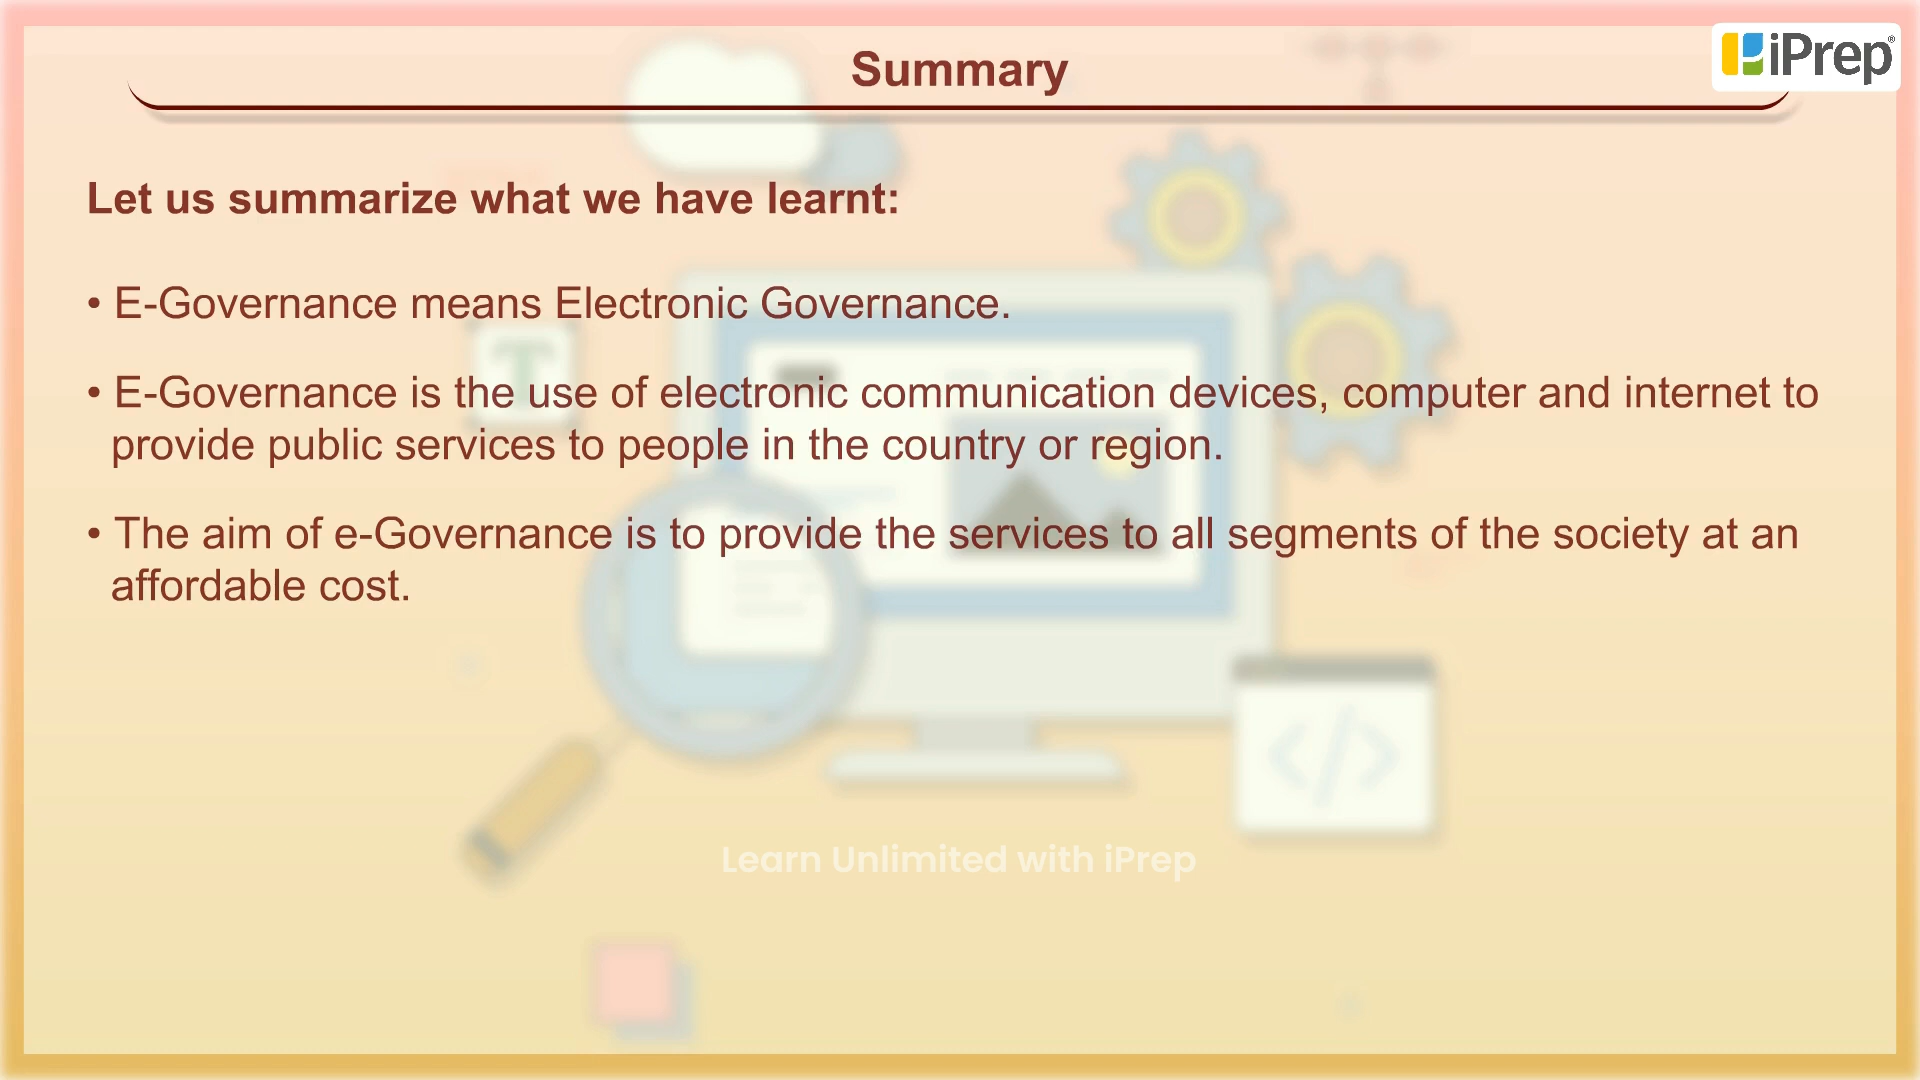 Summary
iPrep®
Let us summarize what we have learnt:
• E-Governance means Electronic Governance.
• E-Governance is the use of electronic communication devices, computer and internet to
provide public services to people in the country or region.
• The aim of e-Governance is to provide the services to all segments of the society at an
affordable cost.
T
</>
Learn Unlimited with iPrep